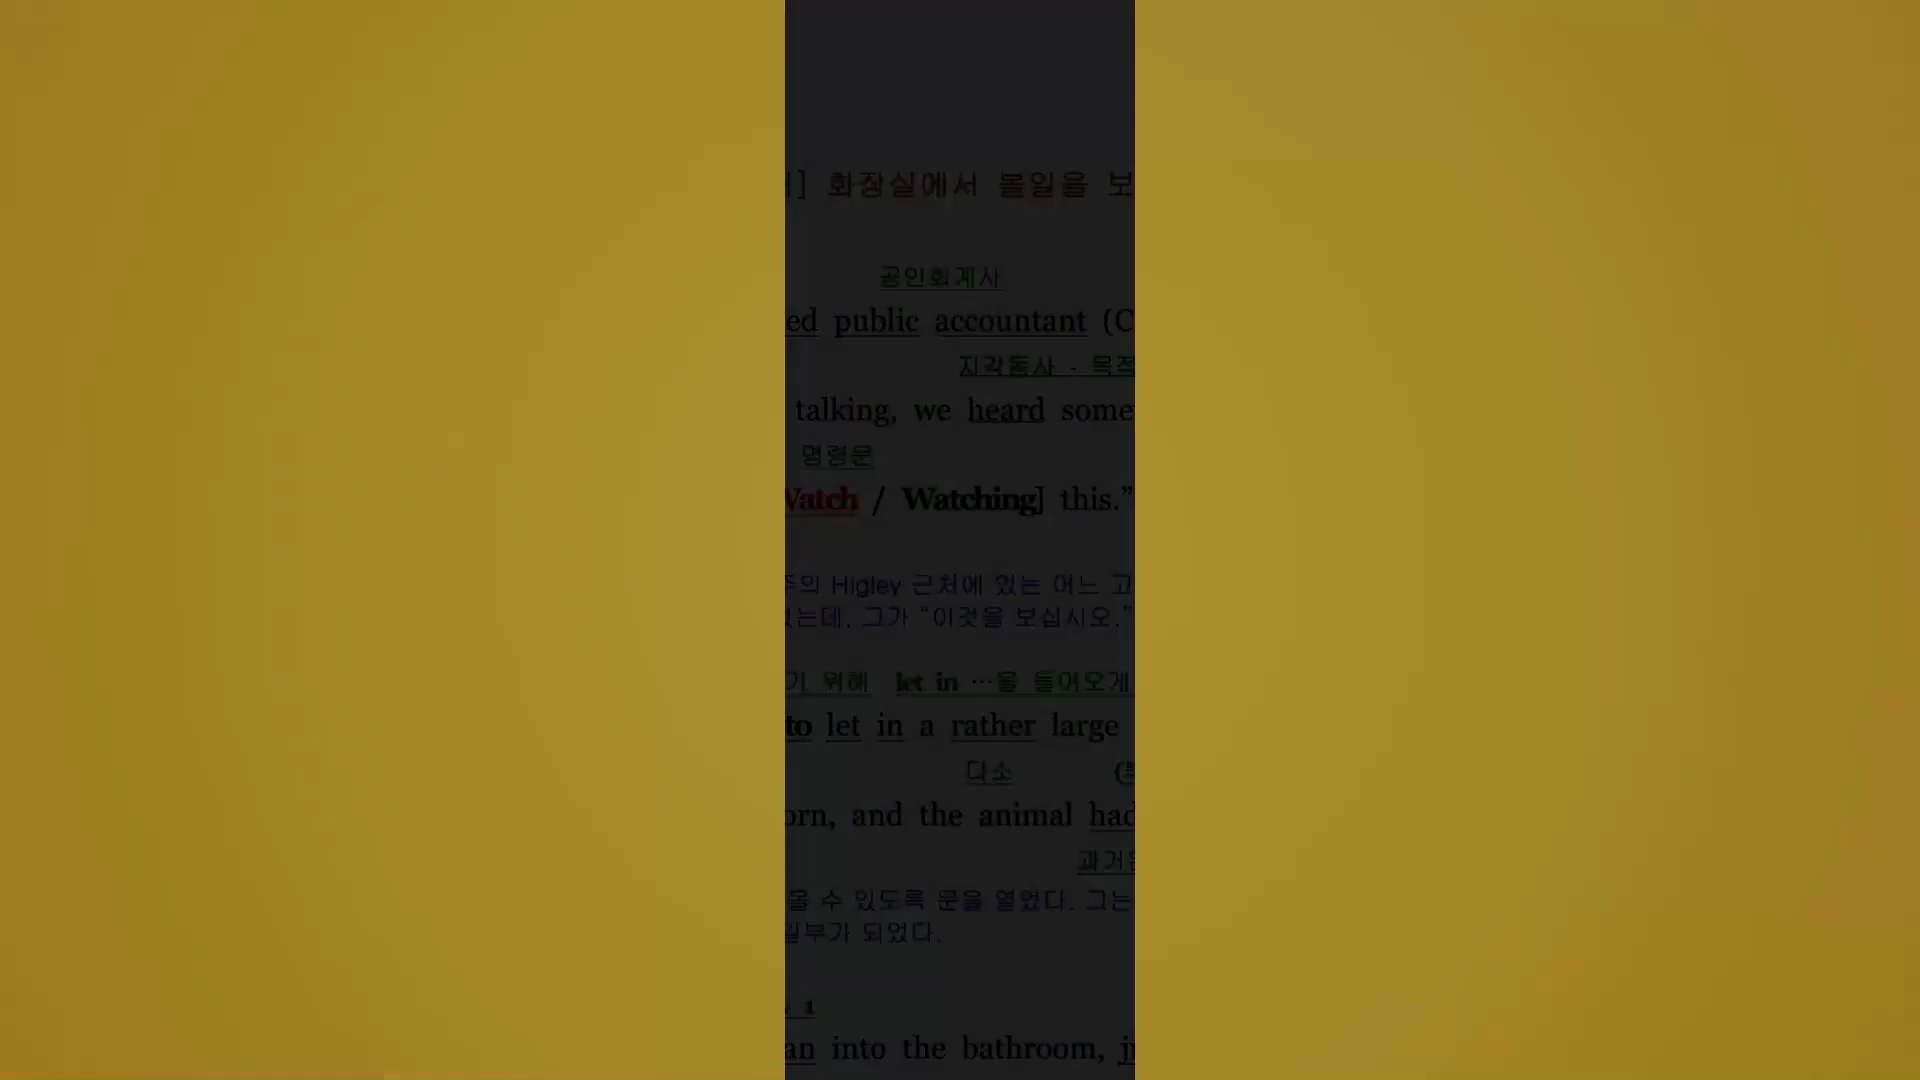 ] 화장실에서 볼일을 보
공인회계사
ed public accountant (C
지각동사 - 목적
talking, we heard some
명령문
Watch / Watching] this.”
주의 Higley 근처에 있는 어느 고
있는데, 그가 “이것을 보십시오.”
기 위해 let in …을 들어오게
to let in a rather large
다소
orn, and the animal had
과거완
올 수 있도록 문을 열었다. 그는
일부가 되었다.
1
an into the bathroom, ju